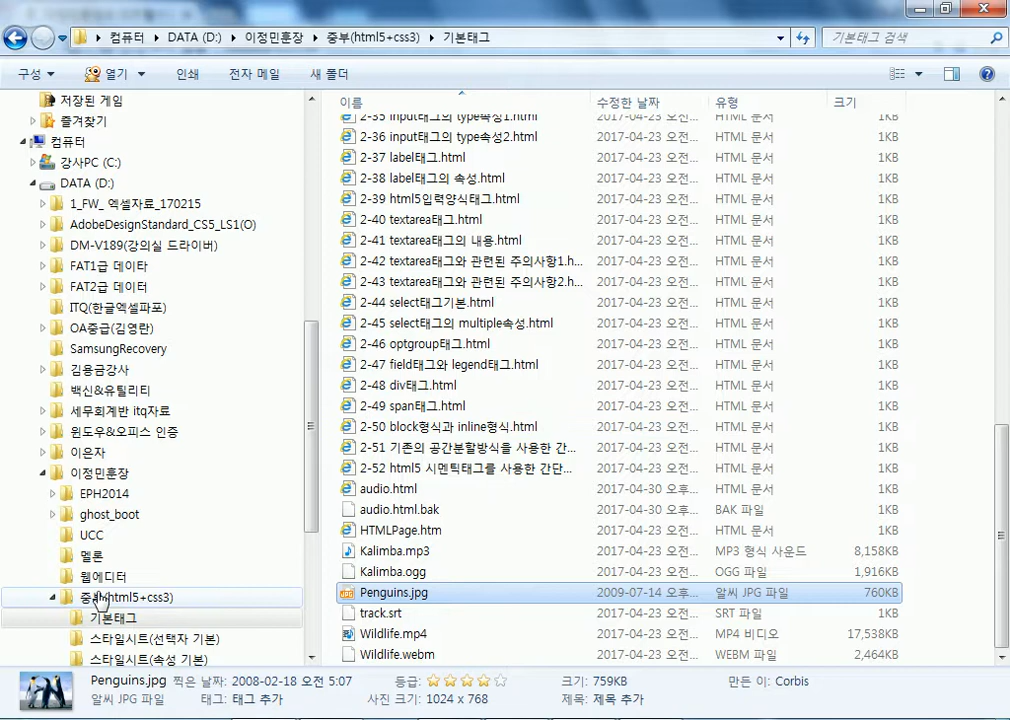 컴퓨터 DATA (D:) 이정민훈장 중부(html5+css3) 기본태그 기본태그 검색
구성 열기 인쇄 전자 메일 새 폴더
저장된 게임
즐겨찾기
컴퓨터
강사PC (C:)
DATA (D:)
1_FW_ 엑셀자료_170215
AdobeDesignStandard_CS5_LS1(O)
DM-V189(강의실 드라이버)
FAT1급 데이타
FAT2급 데이터
ITQ(한글엑셀파포)
OA중급(김영란)
SamsungRecovery
김용금강사
백신&유틸리티
세무회계반 itq자료
윈도우&오피스 인증
이은자
이정민훈장
EPH2014
ghost_boot
UCC
멜론
웹에디터
중부(html5+css3)
기본태그
스타일시트(선택자 기본)
스타일시트(속성 기본)
이름 수정한 날짜 유형 크기
2-35 input태그의 type속성1.html 2017-04-23 오전... HTML 문서 1KB
2-36 input태그의 type속성2.html 2017-04-23 오전... HTML 문서 1KB
2-37 label태그.html 2017-04-23 오전... HTML 문서 1KB
2-38 label태그의 속성.html 2017-04-23 오전... HTML 문서 1KB
2-39 html5입력양식태그.html 2017-04-23 오전... HTML 문서 1KB
2-40 textarea태그.html 2017-04-23 오전... HTML 문서 1KB
2-41 textarea태그의 내용.html 2017-04-23 오전... HTML 문서 1KB
2-42 textarea태그와 관련된 주의사항1.h... 2017-04-23 오전... HTML 문서 1KB
2-43 textarea태그와 관련된 주의사항2.h... 2017-04-23 오전... HTML 문서 1KB
2-44 select태그기본.html 2017-04-23 오전... HTML 문서 1KB
2-45 select태그의 multiple속성.html 2017-04-23 오전... HTML 문서 1KB
2-46 optgroup태그.html 2017-04-23 오전... HTML 문서 1KB
2-47 field태그와 legend태그.html 2017-04-23 오전... HTML 문서 1KB
2-48 div태그.html 2017-04-23 오전... HTML 문서 1KB
2-49 span태그.html 2017-04-23 오전... HTML 문서 1KB
2-50 block형식과 inline형식.html 2017-04-23 오전... HTML 문서 1KB
2-51 기존의 공간분할방식을 사용한 간... 2017-04-23 오전... HTML 문서 1KB
2-52 html5 시멘틱태그를 사용한 간단... 2017-04-23 오전... HTML 문서 1KB
audio.html 2017-04-30 오후... HTML 문서 1KB
audio.html.bak 2017-04-30 오후... BAK 파일 1KB
HTMLPage.htm 2017-04-23 오전... HTML 문서 1KB
Kalimba.mp3 2017-04-23 오전... MP3 형식 사운드 8,158KB
Kalimba.ogg 2017-04-23 오전... OGG 파일 1,916KB
Penguins.jpg 2009-07-14 오후... 알씨 JPG 파일 760KB
track.srt 2017-04-23 오전... SRT 파일 1KB
Wildlife.mp4 2017-04-23 오전... MP4 비디오 17,538KB
Wildlife.webm 2017-04-23 오전... WEBM 파일 2,464KB
Penguins.jpg 찍은 날짜: 2008-02-18 오전 5:07 등급: 크기: 759KB 만든 이: Corbis
알씨 JPG 파일 태그: 태그 추가 사진 크기: 1024 x 768 제목: 제목 추가